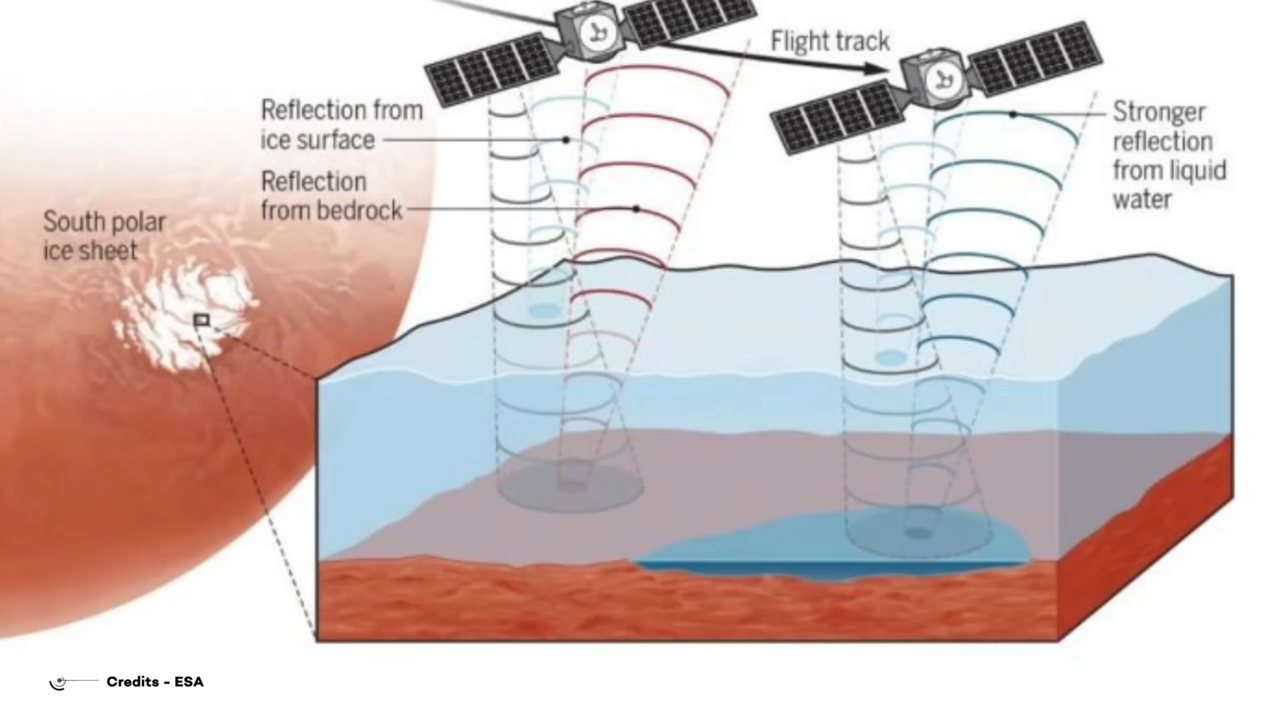 Flight track
Reflection from
ice surface
Reflection
from bedrock
Stronger
reflection
from liquid
water
South polar
ice sheet
Credits - ESA